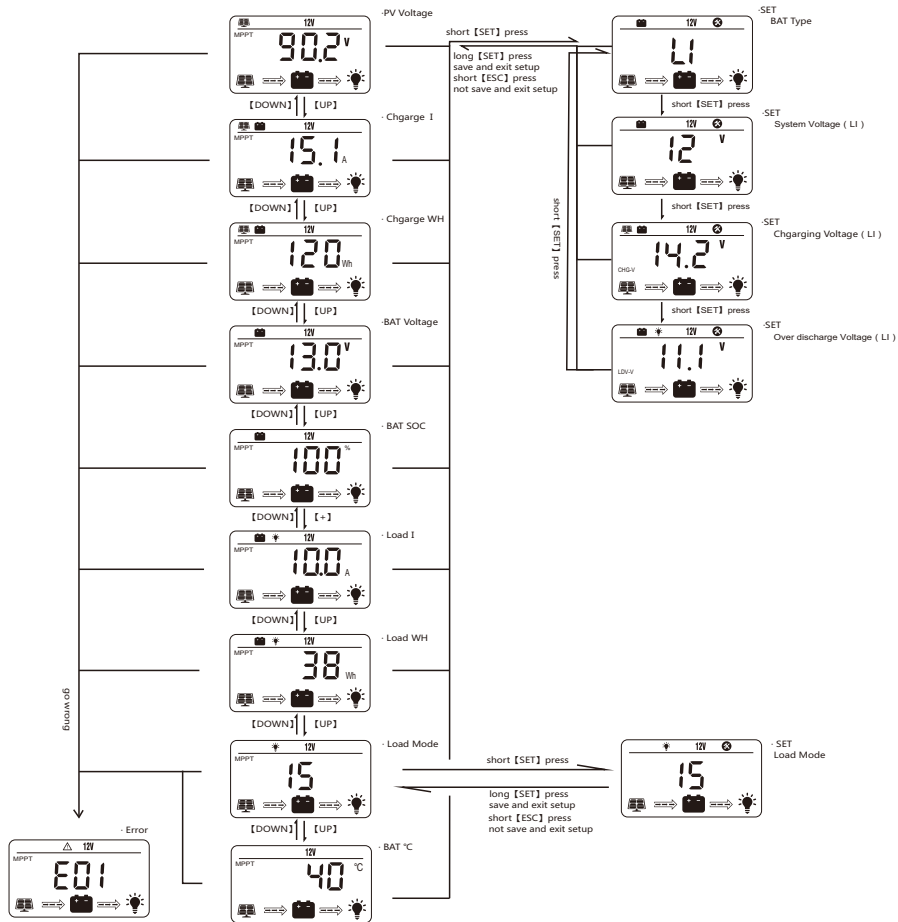 ·PV Voltage
12V
MPPT
90.2 V
【DOWN】 【UP】
· Chgarge I
12V
MPPT
15.1 A
【DOWN】 【UP】
· Chgarge WH
12V
MPPT
120 Wh
【DOWN】 【UP】
·BAT Voltage
12V
MPPT
13.0 V
【DOWN】 【UP】
· BAT SOC
12V
MPPT
100 %
【DOWN】 【+】
· Load I
12V
MPPT
10.0 A
【DOWN】 【UP】
· Load WH
12V
MPPT
38 Wh
【DOWN】 【UP】
· Load Mode
12V
MPPT
15
【DOWN】 【UP】
· BAT ℃
12V
MPPT
40 ℃
go wrong
· Error
12V
MPPT
E01
short【SET】press
long【SET】press
save and exit setup
short【ESC】press
not save and exit setup
·SET
BAT Type
12V
LI
short【SET】press
·SET
System Voltage ( LI )
12V
12 V
short【SET】press
·SET
Chgarging Voltage ( LI )
12V
14.2 V
CHG-V
short【SET】press
·SET
Over discharge Voltage ( LI )
12V
11.1 V
LDV-V
short【SET】press
short【SET】press
long【SET】press
save and exit setup
short【ESC】press
not save and exit setup
· SET
Load Mode
12V
15